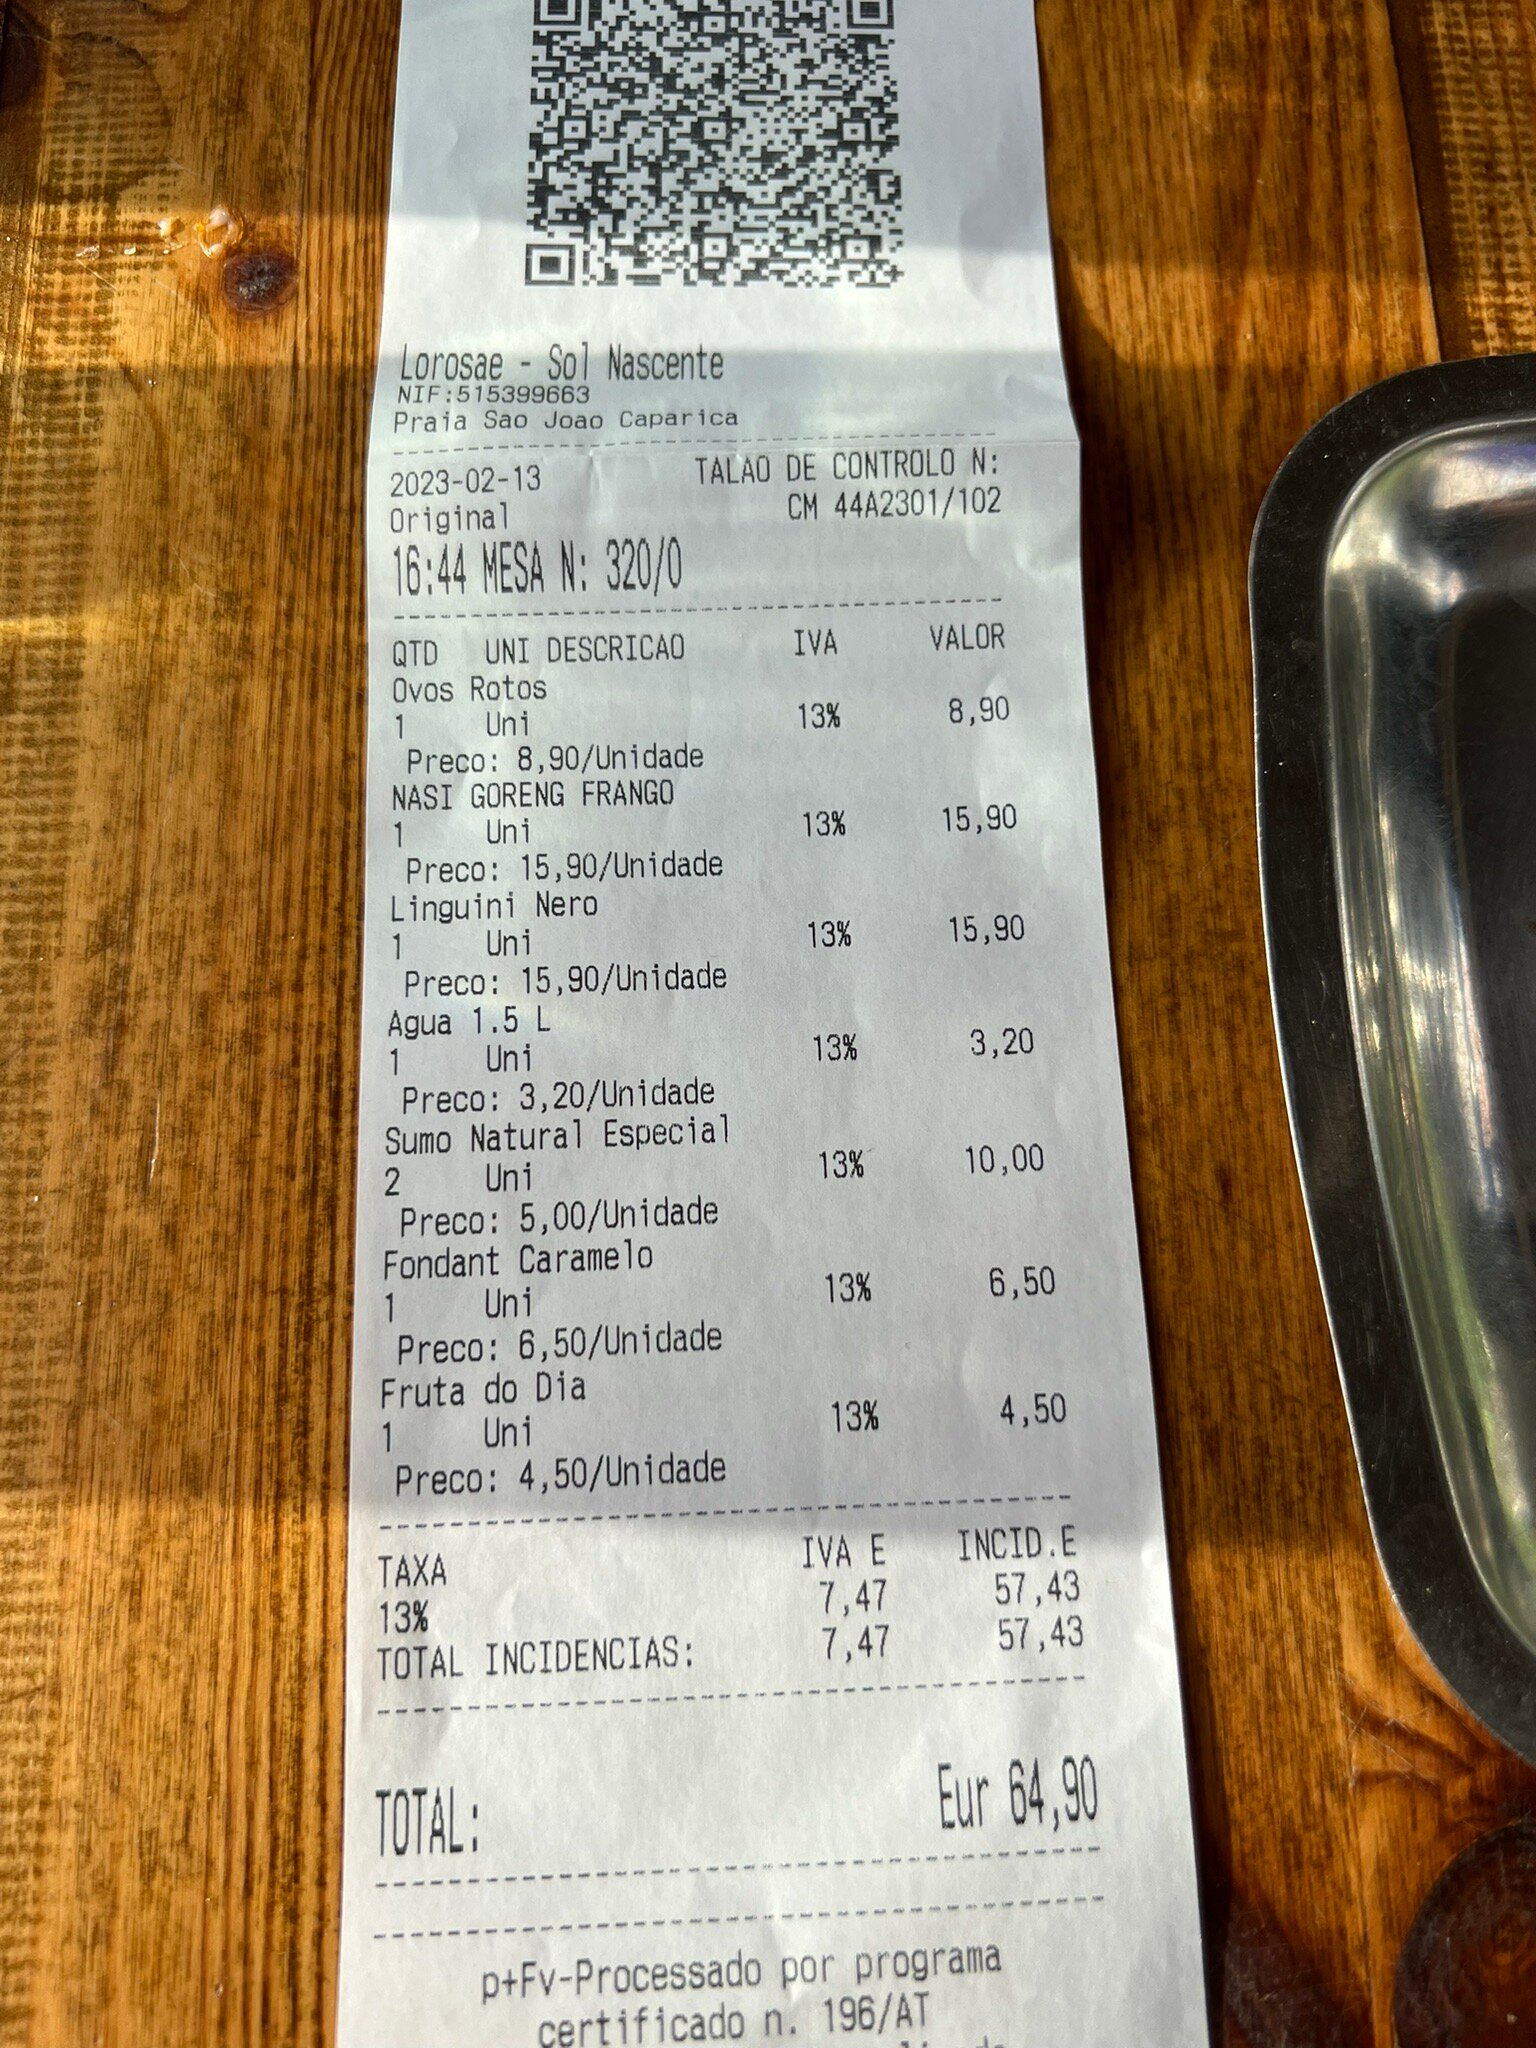 Lorosae - Sol Nascente
NIF:515399663
Praia Sao Joao Caparica
2023-02-13 TALAO DE CONTROLO N:
Original CM 44A2301/102
16:44 MESA N: 320/0
QTD UNI DESCRICAO IVA VALOR
Ovos Rotos
1 Uni 13% 8,90
Preco: 8,90/Unidade
NASI GORENG FRANGO
1 Uni 13% 15,90
Preco: 15,90/Unidade
Linguini Nero
1 Uni 13% 15,90
Preco: 15,90/Unidade
Agua 1.5 L
1 Uni 13% 3,20
Preco: 3,20/Unidade
Sumo Natural Especial
2 Uni 13% 10,00
Preco: 5,00/Unidade
Fondant Caramelo
1 Uni 13% 6,50
Preco: 6,50/Unidade
Fruta do Dia
1 Uni 13% 4,50
Preco: 4,50/Unidade
TAXA IVA E INCID.E
13% 7,47 57,43
TOTAL INCIDENCIAS: 7,47 57,43
TOTAL: Eur 64,90
p+Fv-Processado por programa
certificado n. 196/AT